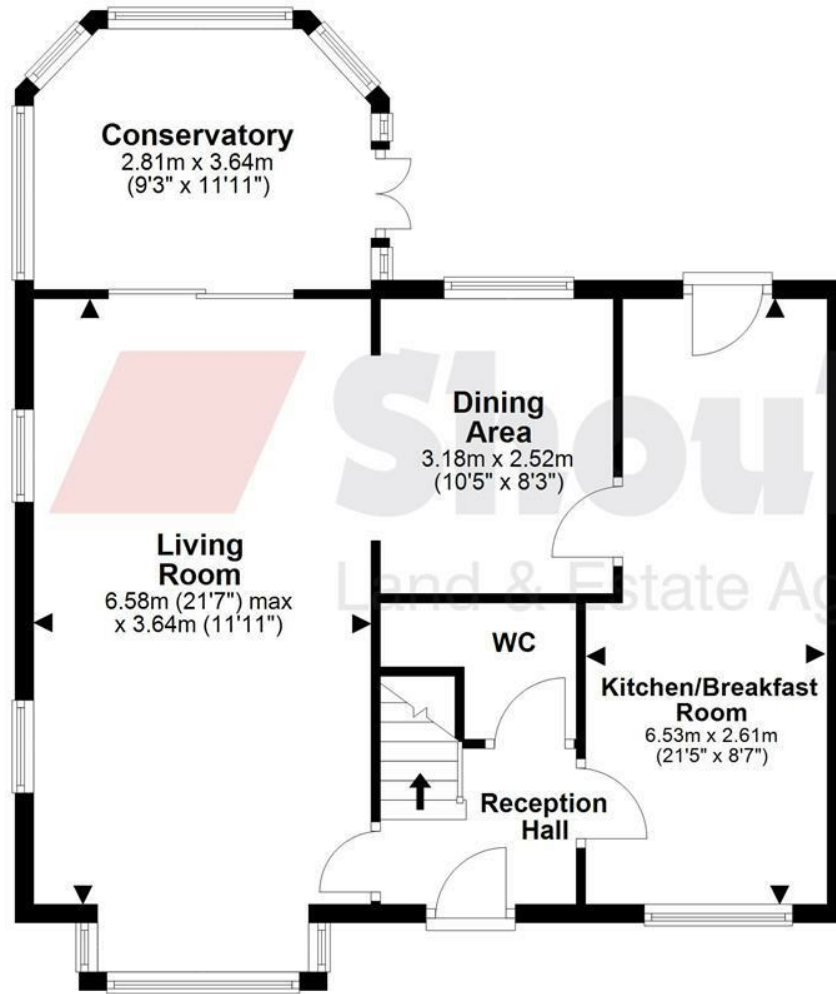 Conservatory
2.81m x 3.64m
(9'3" x 11'11")
Dining
Area
3.18m x 2.52m
(10'5" x 8'3")
Living
Room
6.58m (21'7") max
x 3.64m (11'11")
WC
Kitchen/Breakfast
Room
6.53m x 2.61m
(21'5" x 8'7")
Reception
Hall
Shou
Land & Estate Ag